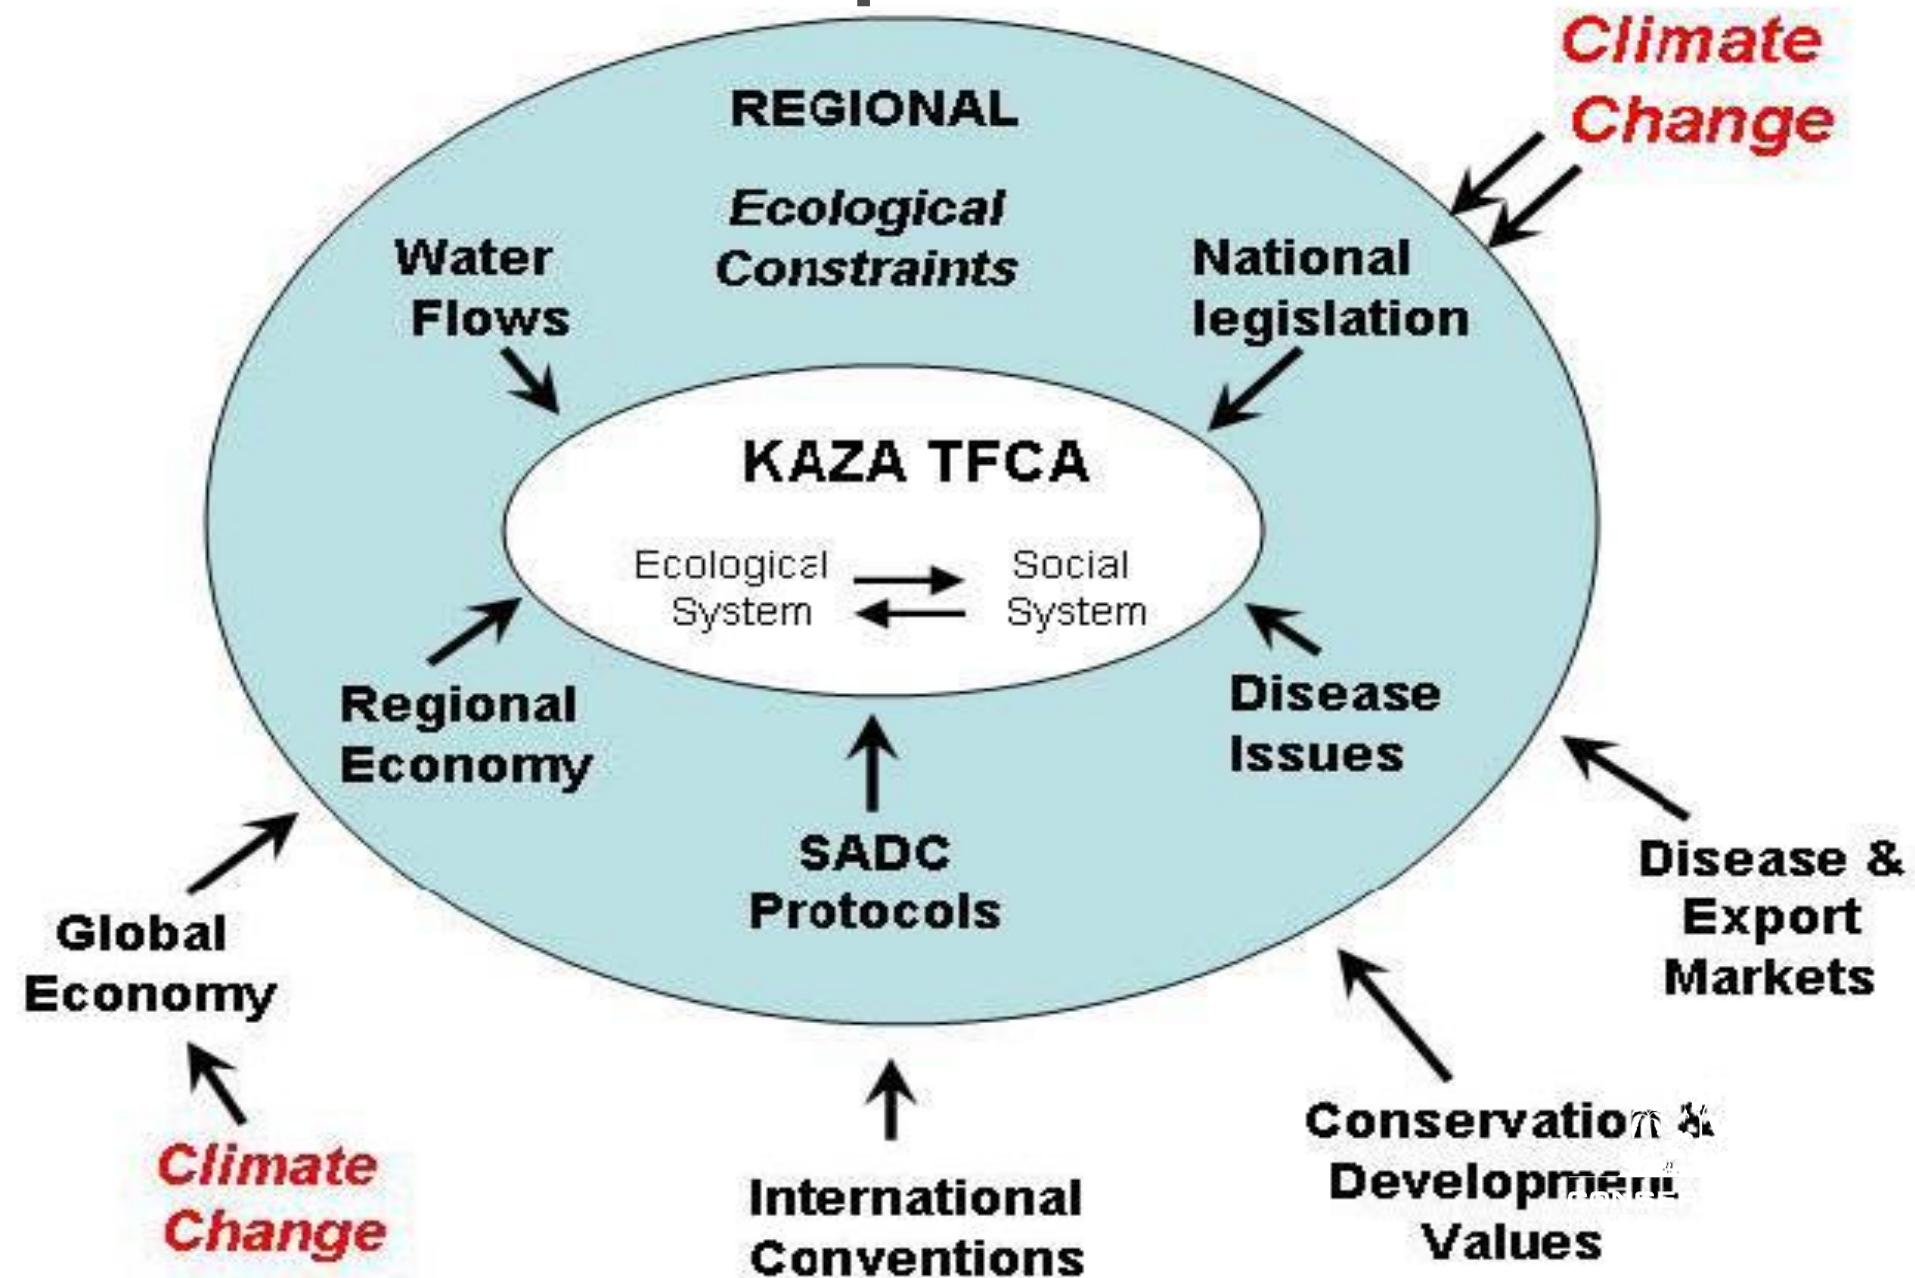 Climate
Change
REGIONAL
Ecological
Constraints
Water
Flows
National
legislation
KAZA TFCA
Ecological
System
Social
System
Regional
Economy
Disease
Issues
SADC
Protocols
Global
Economy
Disease &
Export
Markets
Climate
Change
International
Conventions
Conservation &
Development
Values